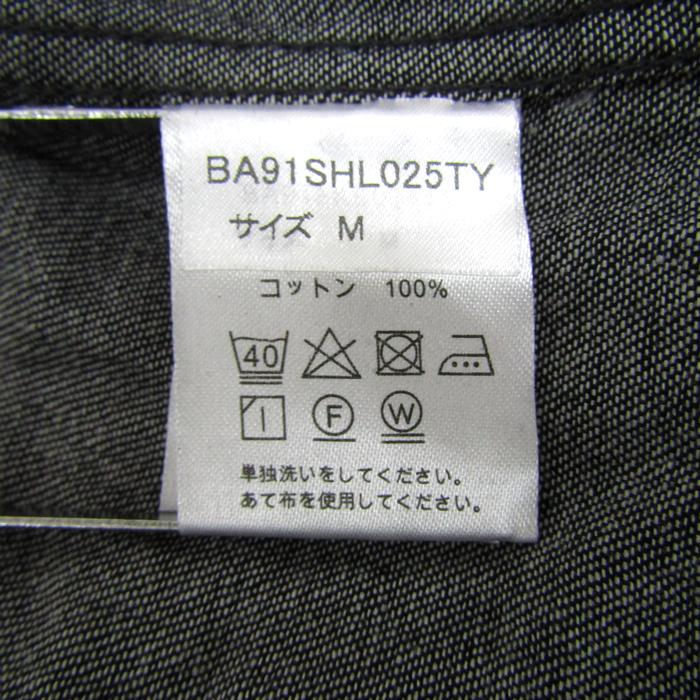 BA91SHL025TY
サイズ M
コットン 100%
40
F W
単独洗いをしてください。
あて布を使用してください。